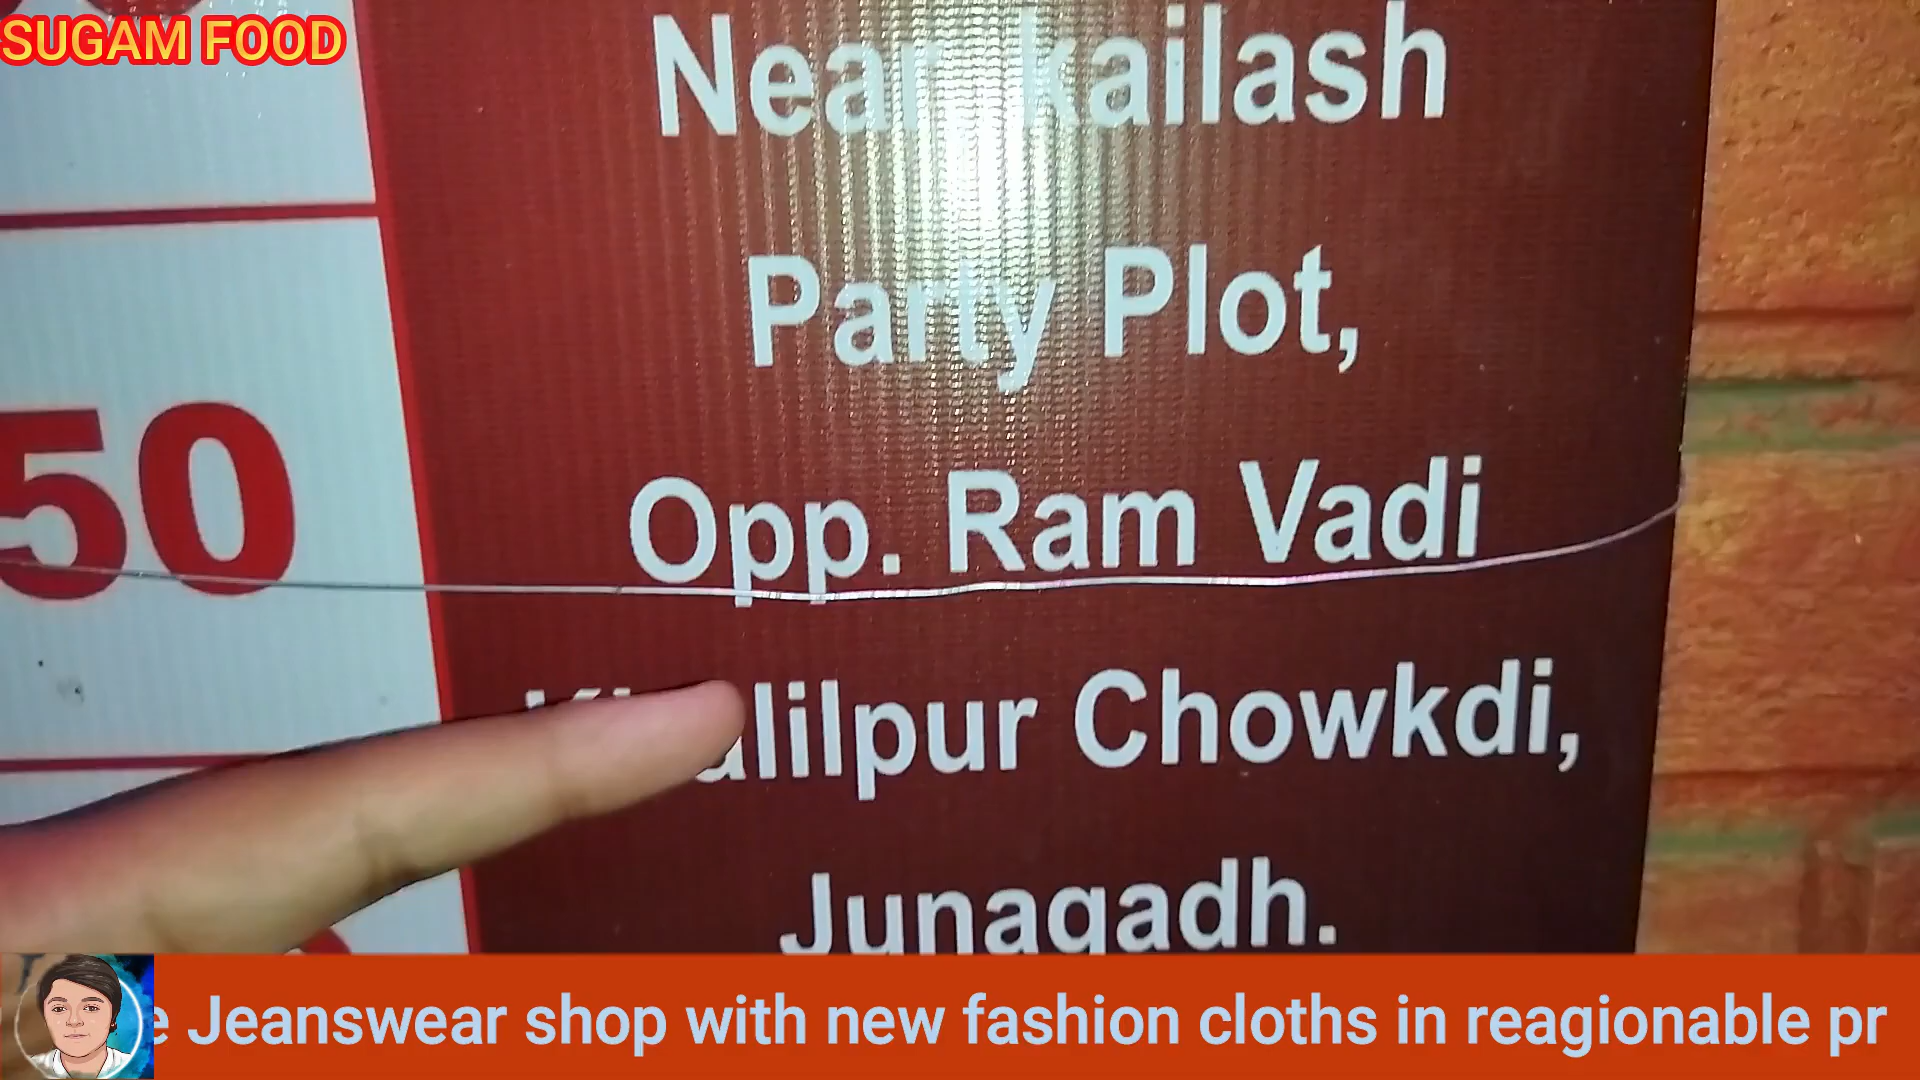 SUGAM FOOD
Near kailash
Party Plot,
50
Opp. Ram Vadi
Chowkdi,
Junagadh.
Jeanswear shop with new fashion cloths in reagionable